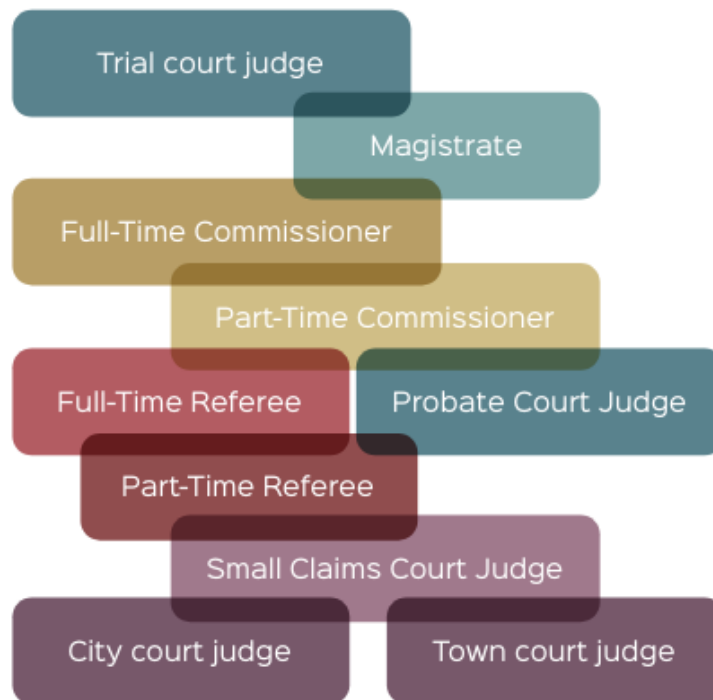 Trial court judge
Magistrate
Full-Time Commissioner
Part-Time Commissioner
Full-Time Referee
Probate Court Judge
Part-Time Referee
Small Claims Court Judge
City court judge
Town court judge